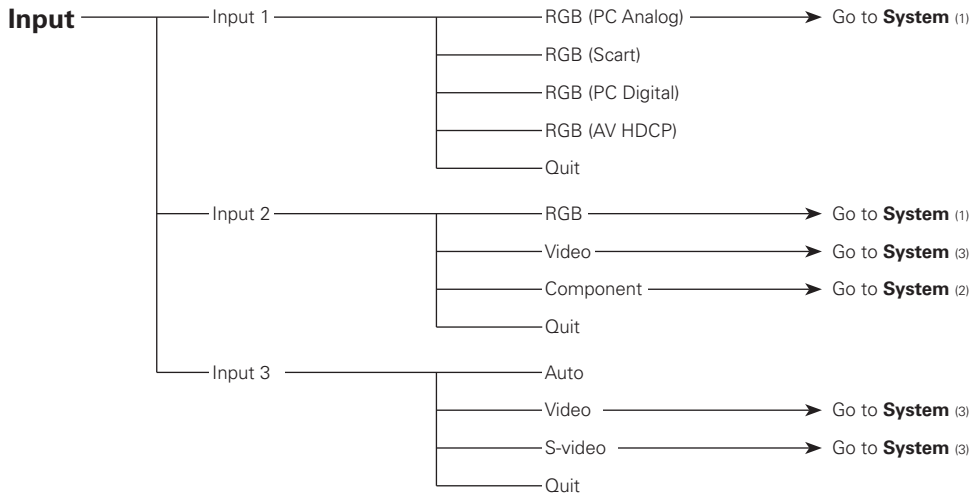 Input Input 1 RGB (PC Analog) Go to System (1)
RGB (Scart)
RGB (PC Digital)
RGB (AV HDCP)
Quit
Input 2 RGB Go to System (1)
Video Go to System (3)
Component Go to System (2)
Quit
Input 3 Auto
Video Go to System (3)
S-video Go to System (3)
Quit